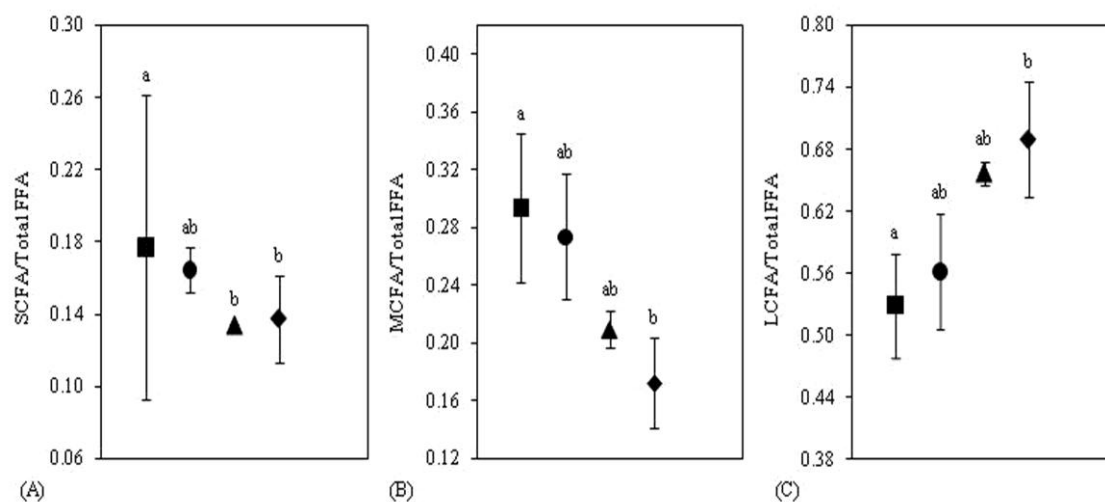 SCFA/Total FFA
0.30
0.26
0.22
0.18
0.14
0.10
0.06
a
ab
b
b
(A)
MCFA/Total FFA
0.40
0.36
0.32
0.28
0.24
0.20
0.16
0.12
a
ab
ab
b
(B)
LCFA/Total FFA
0.80
0.74
0.68
0.62
0.56
0.50
0.44
0.38
a
ab
ab
b
(C)